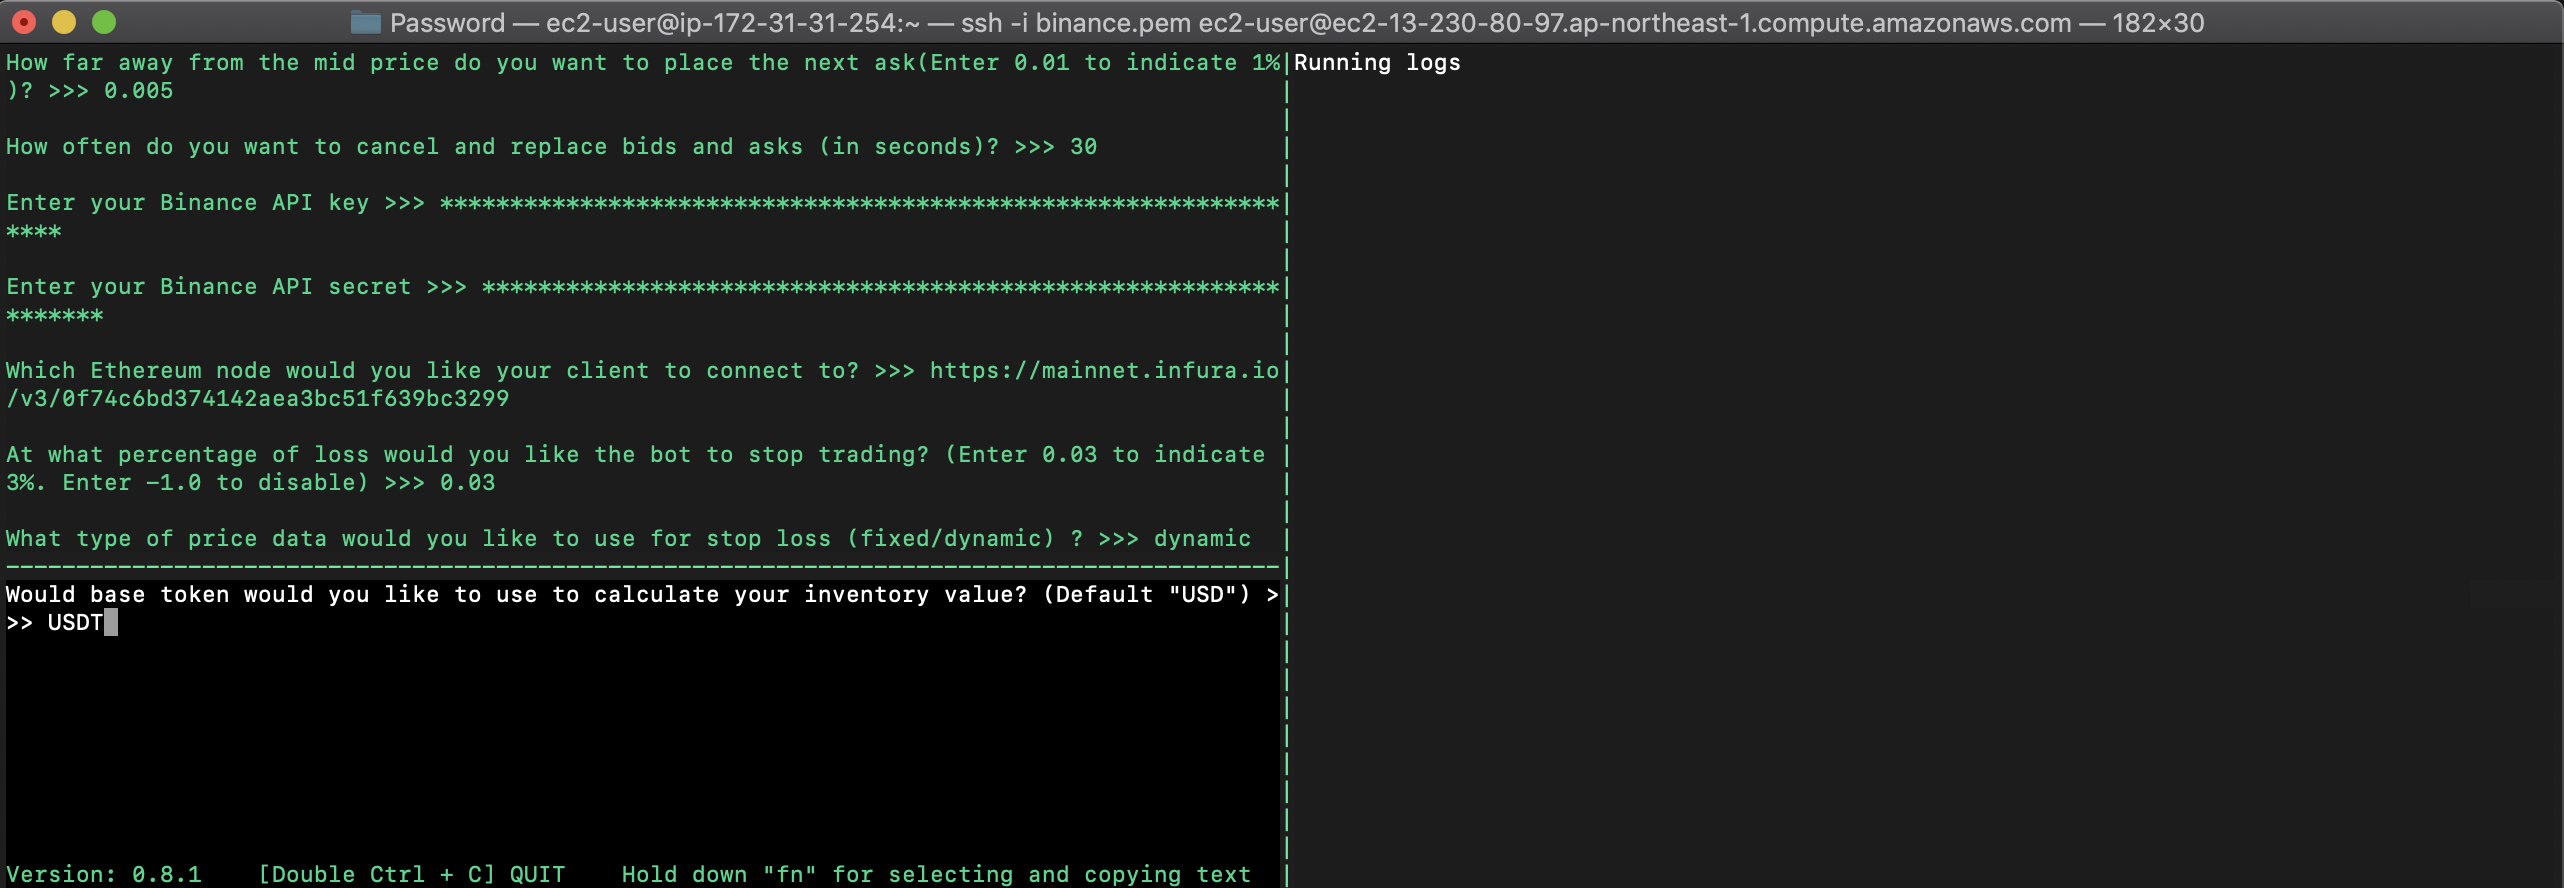 Password — ec2-user@ip-172-31-31-254:~ — ssh -i binance.pem ec2-user@ec2-13-230-80-97.ap-northeast-1.compute.amazonaws.com — 182×30
How far away from the mid price do you want to place the next ask(Enter 0.01 to indicate 1%
)? >>> 0.005
How often do you want to cancel and replace bids and asks (in seconds)? >>> 30
Enter your Binance API key >>> ************************************************************
****
Enter your Binance API secret >>> *********************************************************
*******
Which Ethereum node would you like your client to connect to? >>> https://mainnet.infura.io
/v3/0f74c6bd374142aea3bc51f639bc3299
At what percentage of loss would you like the bot to stop trading? (Enter 0.03 to indicate
3%. Enter -1.0 to disable) >>> 0.03
What type of price data would you like to use for stop loss (fixed/dynamic) ? >>> dynamic
Would base token would you like to use to calculate your inventory value? (Default "USD") >
>> USDT
Version: 0.8.1    [Double Ctrl + C] QUIT    Hold down "fn" for selecting and copying text
Running logs